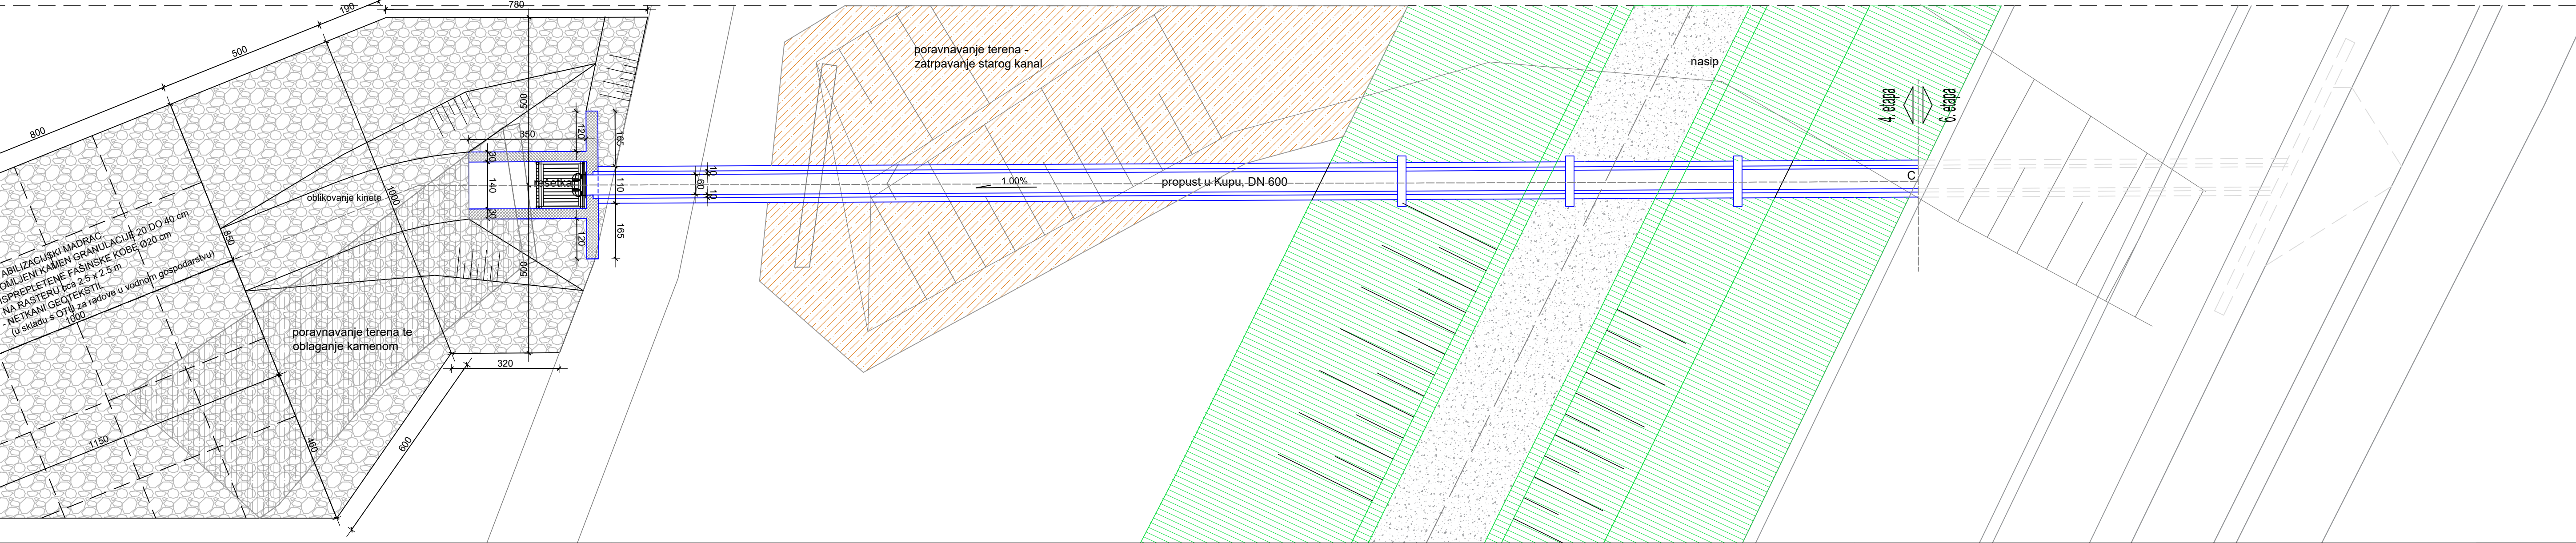 190
780
500
800
poravnavanje terena -
zatrpavanje starog kanal
nasip
4. etapa
6. etapa
500
120
165
350
30
140
30
rešetka
1000
oblikovanje kinete
110
60
10
10
1.00%
propust u Kupu, DN 600
C
850
120
165
500
ABILIZACIJSKI MADRAC:
OMLJENI KAMEN GRANULACIJE 20 DO 40 cm
ISPREPLETENE FAŠINSKE KOBE Ø20 cm
NA RASTERU cca 2.5 x 2.5 m
- NETKANI GEOTEKSTIL
(u skladu s OTU za radove u vodnom gospodarstvu)
1000
poravnavanje terena te
oblaganje kamenom
320
1150
460
600